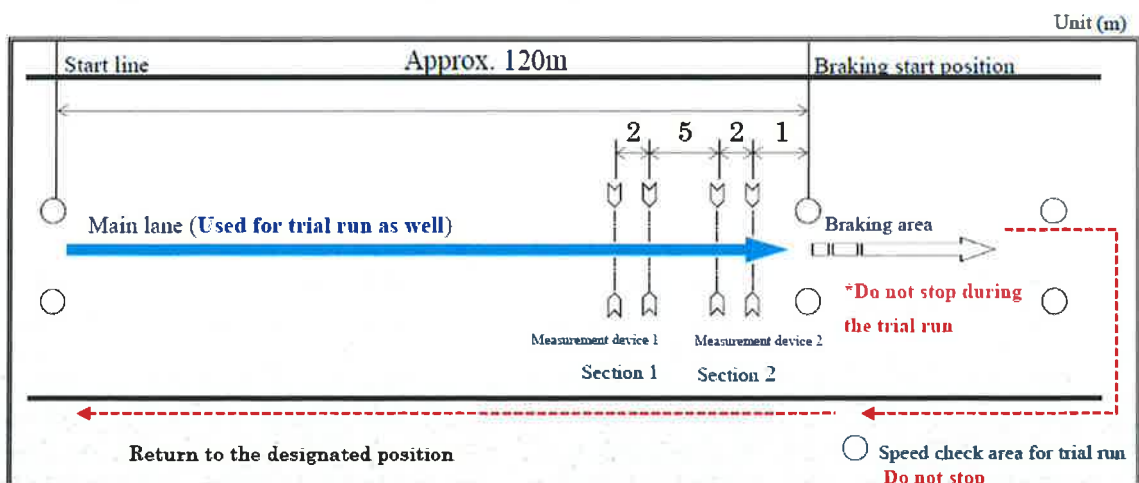 Unit (m)
Start line
Approx. 120m
Braking start position
2 5 2 1
Main lane (Used for trial run as well)
Braking area
*Do not stop during
the trial run
Measurement device 1
Measurement device 2
Section 1
Section 2
Return to the designated position
Speed check area for trial run
Do not stop